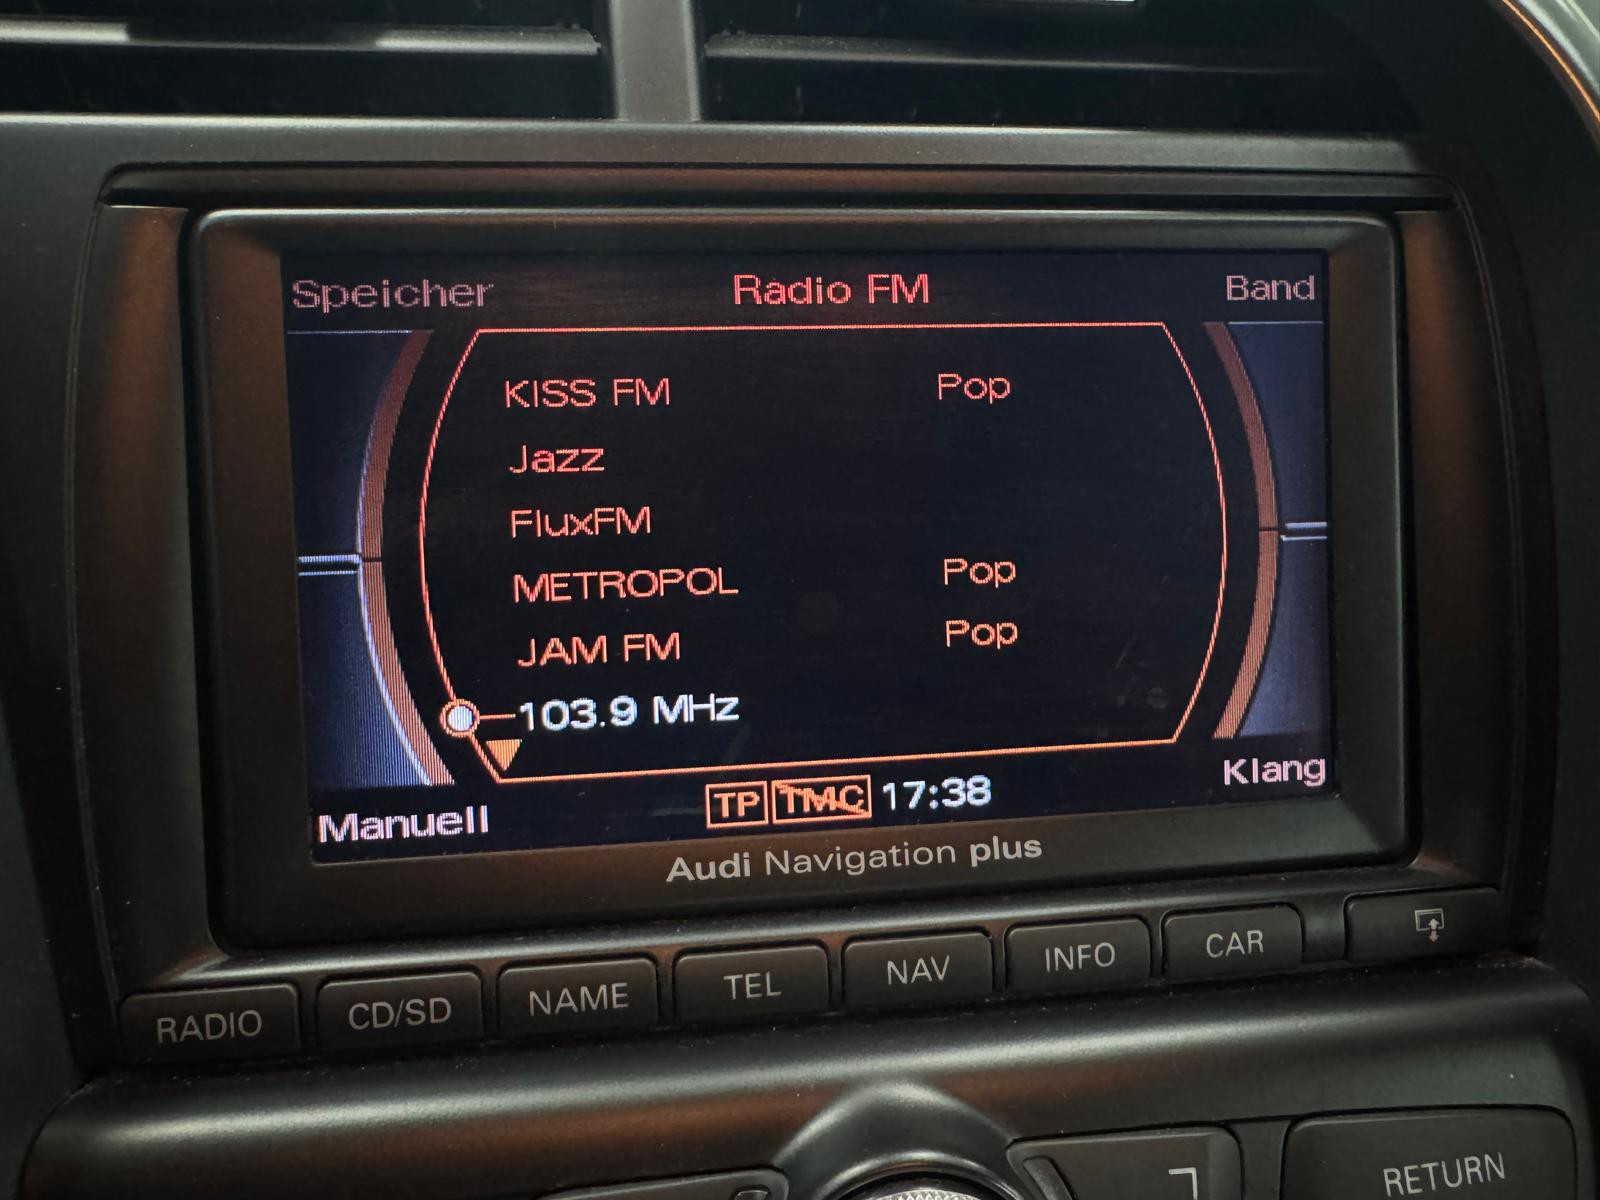 Speicher Radio FM Band
KISS FM Pop
Jazz
FluxFM
METROPOL Pop
JAM FM Pop
103.9 MHz
Manuell TP TMC 17:38 Klang
Audi Navigation plus
RADIO CD/SD NAME TEL NAV INFO CAR
RETURN